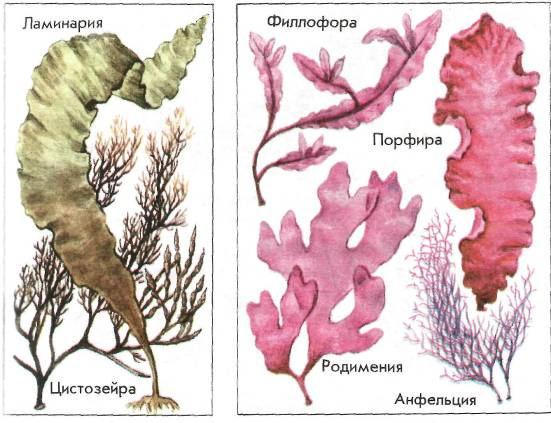 Ламинария
Цистозейра
Филлофора
Порфира
Родимения
Анфельция